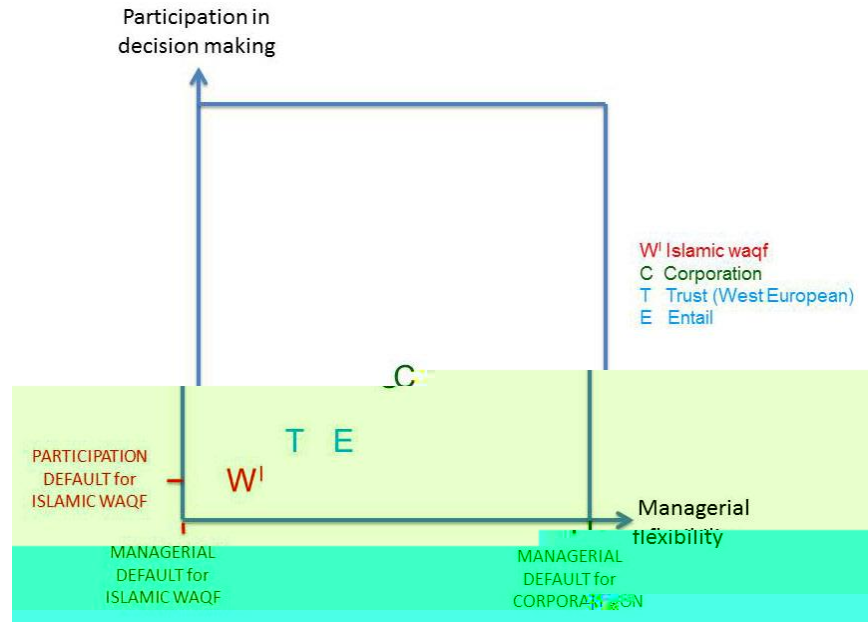 Participation in
decision making
Wᴵ Islamic waqf
C Corporation
T Trust (West European)
E Entail
C
T E
Wᴵ
PARTICIPATION
DEFAULT for
ISLAMIC WAQF
Managerial
flexibility
MANAGERIAL
DEFAULT for
ISLAMIC WAQF
MANAGERIAL
DEFAULT for
CORPORATION